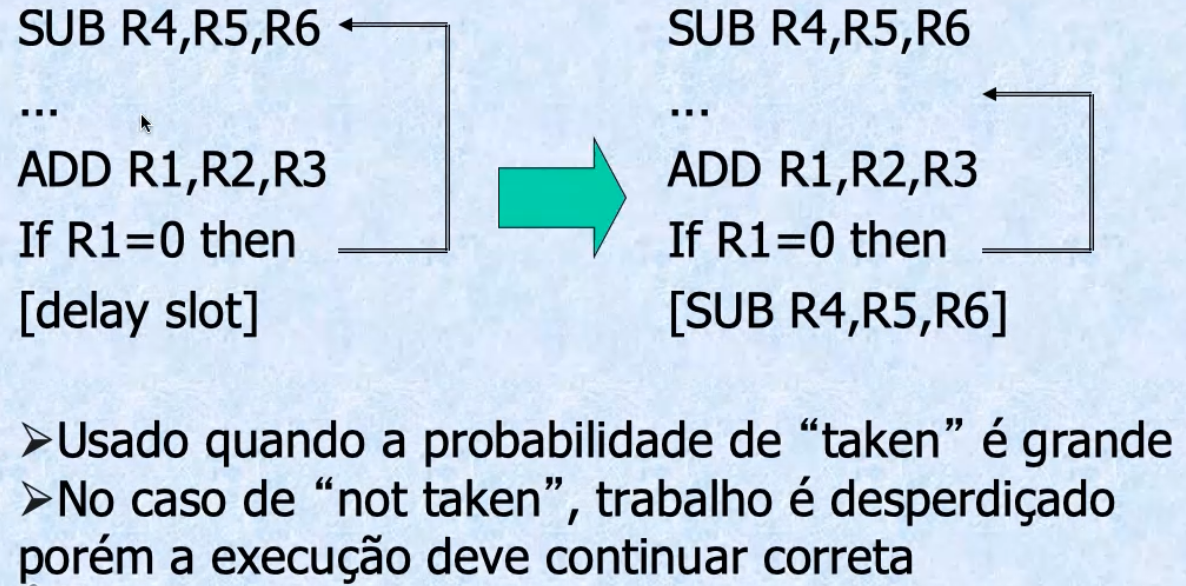 SUB R4,R5,R6
...
ADD R1,R2,R3
If R1=0 then
[delay slot]
SUB R4,R5,R6
...
ADD R1,R2,R3
If R1=0 then
[SUB R4,R5,R6]
➢Usado quando a probabilidade de “taken” é grande
➢No caso de “not taken”, trabalho é desperdiçado
porém a execução deve continuar correta